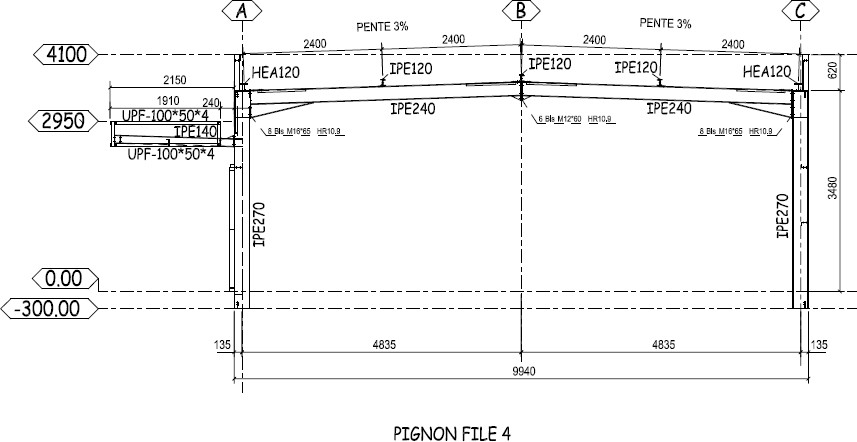 A
B
C
PENTE 3%
PENTE 3%
2400
2400
2400
2400
4100
HEA120
IPE120
IPE120
IPE120
HEA120
620
2150
1910
240
UPF-100*50*4
IPE240
IPE240
2950
IPE140
8 Bls M16*65 HR10,9
6 Bls M12*60 HR10,9
8 Bls M16*65 HR10,9
UPF-100*50*4
IPE270
IPE270
3480
0.00
-300.00
135
4835
4835
135
9940
PIGNON FILE 4